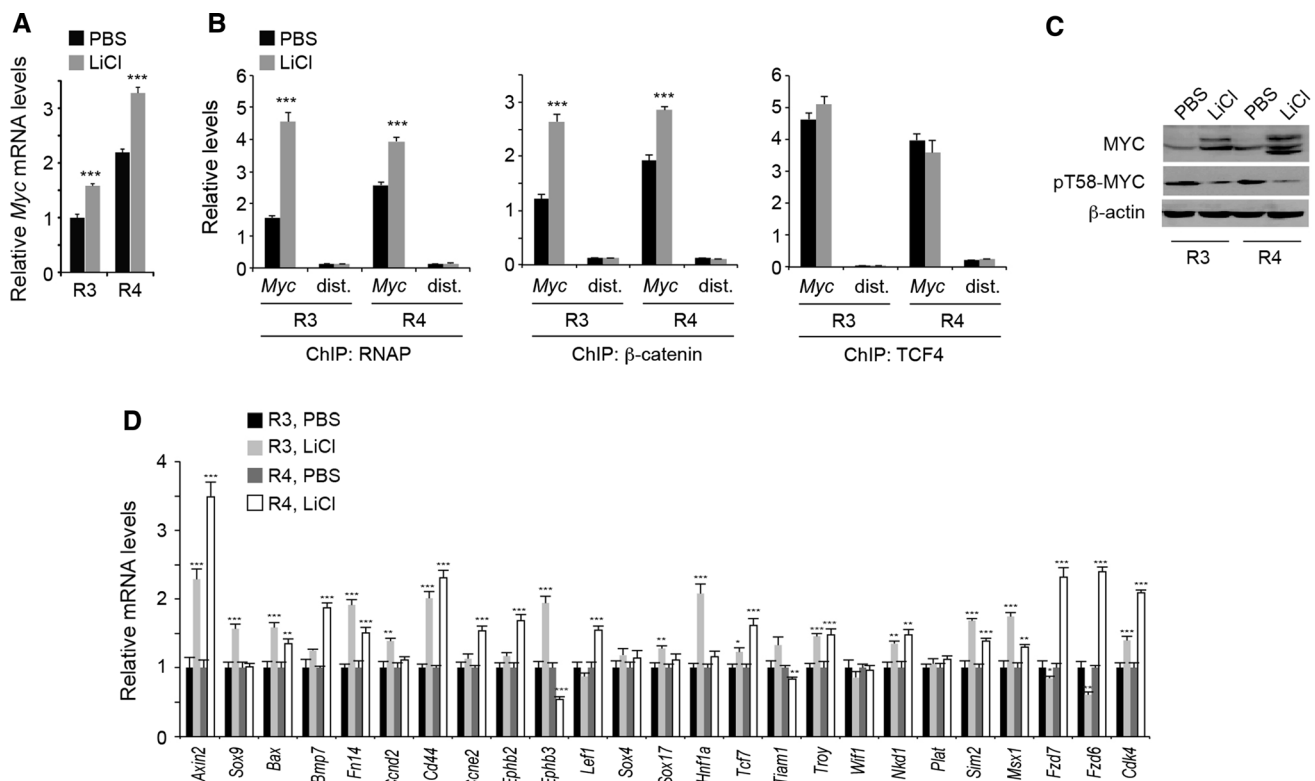 A
PBS
LiCl
Relative Myc mRNA levels
3
2
1
0
***
***
R3 R4
B
PBS
LiCl
Relative levels
6
5
4
3
2
1
0
***
***
Myc dist. Myc dist.
R3 R4
ChIP: RNAP
3
2
1
0
***
***
Myc dist. Myc dist.
R3 R4
ChIP: β-catenin
6
5
4
3
2
1
0
Myc dist. Myc dist.
R3 R4
ChIP: TCF4
C
PBS LiCl PBS LiCl
MYC
pT58-MYC
β-actin
R3 R4
D
R3, PBS
R3, LiCl
R4, PBS
R4, LiCl
Relative mRNA levels
4
3
2
1
0
*** *** *** *** ** *** *** ** *** *** *** *** *** *** *** *** *** ** *** * *** ** *** *** ** ** *** *** *** ** *** ** *** *** ***
Axin2 Sox9 Bax Bmp7 Fn14 Ccnd2 Cd44 Ccne2 Ephb2 Ephb3 Lef1 Sox4 Sox17 Hnf1a Tcf7 Tiam1 Troy Wif1 Nkd1 Plat Sim2 Msx1 Fzd7 Fzd6 Cdk4